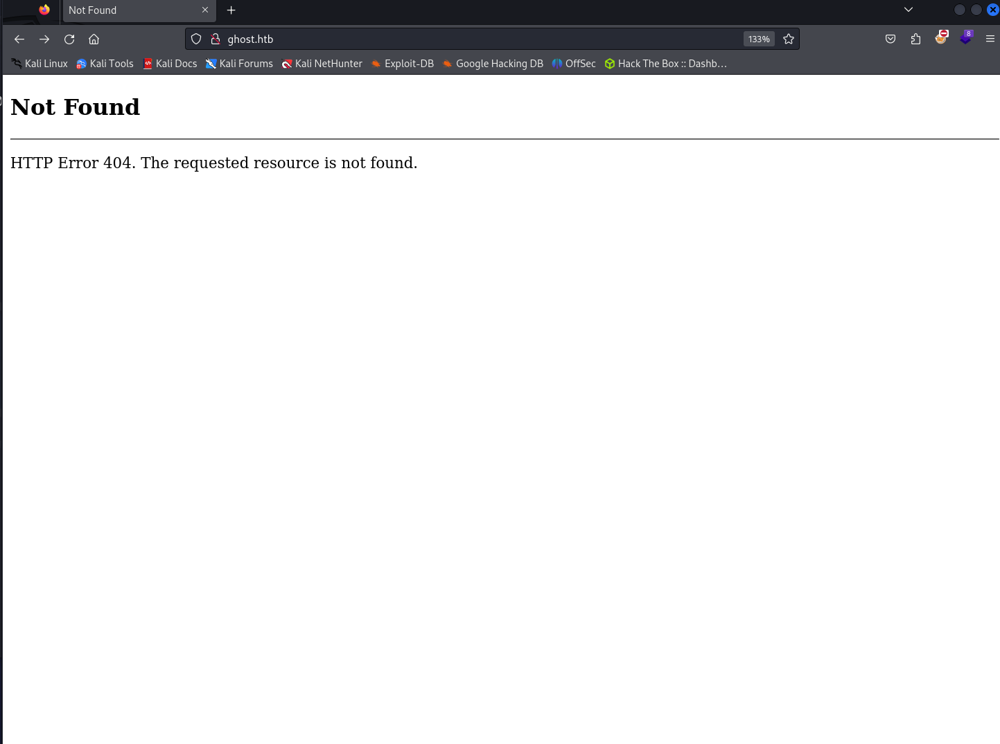 Not Found
ghost.htb
133%
8
Kali Linux
Kali Tools
Kali Docs
Kali Forums
Kali NetHunter
Exploit-DB
Google Hacking DB
OffSec
Hack The Box :: Dashb…
Not Found
HTTP Error 404. The requested resource is not found.